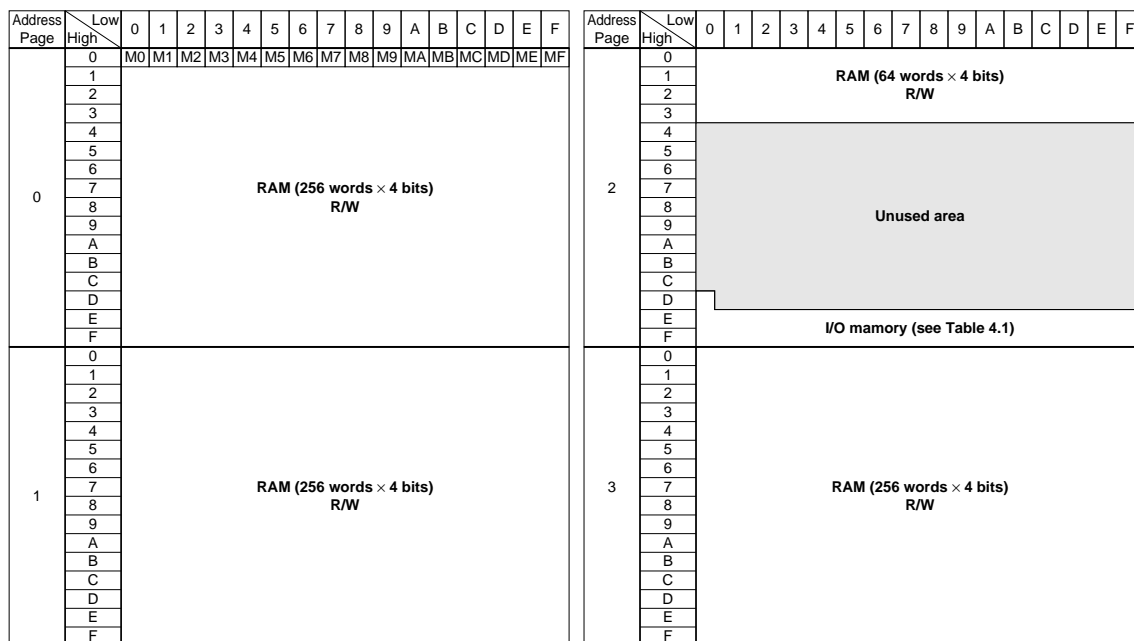 Address Page Low High 0 1 2 3 4 5 6 7 8 9 A B C D E F
0 M0 M1 M2 M3 M4 M5 M6 M7 M8 M9 MA MB MC MD ME MF
1
2
3
4
5
6
0 7 RAM (256 words × 4 bits)
8 R/W
9
A
B
C
D
E
F
0
1
2
3
4
5
6
1 7 RAM (256 words × 4 bits)
8 R/W
9
A
B
C
D
E
F
Address Page Low High 0 1 2 3 4 5 6 7 8 9 A B C D E F
0
1 RAM (64 words × 4 bits)
2 R/W
3
4
5
6
2 7
8 Unused area
9
A
B
C
D
E I/O mamory (see Table 4.1)
F
0
1
2
3
4
5
6
3 7 RAM (256 words × 4 bits)
8 R/W
9
A
B
C
D
E
F